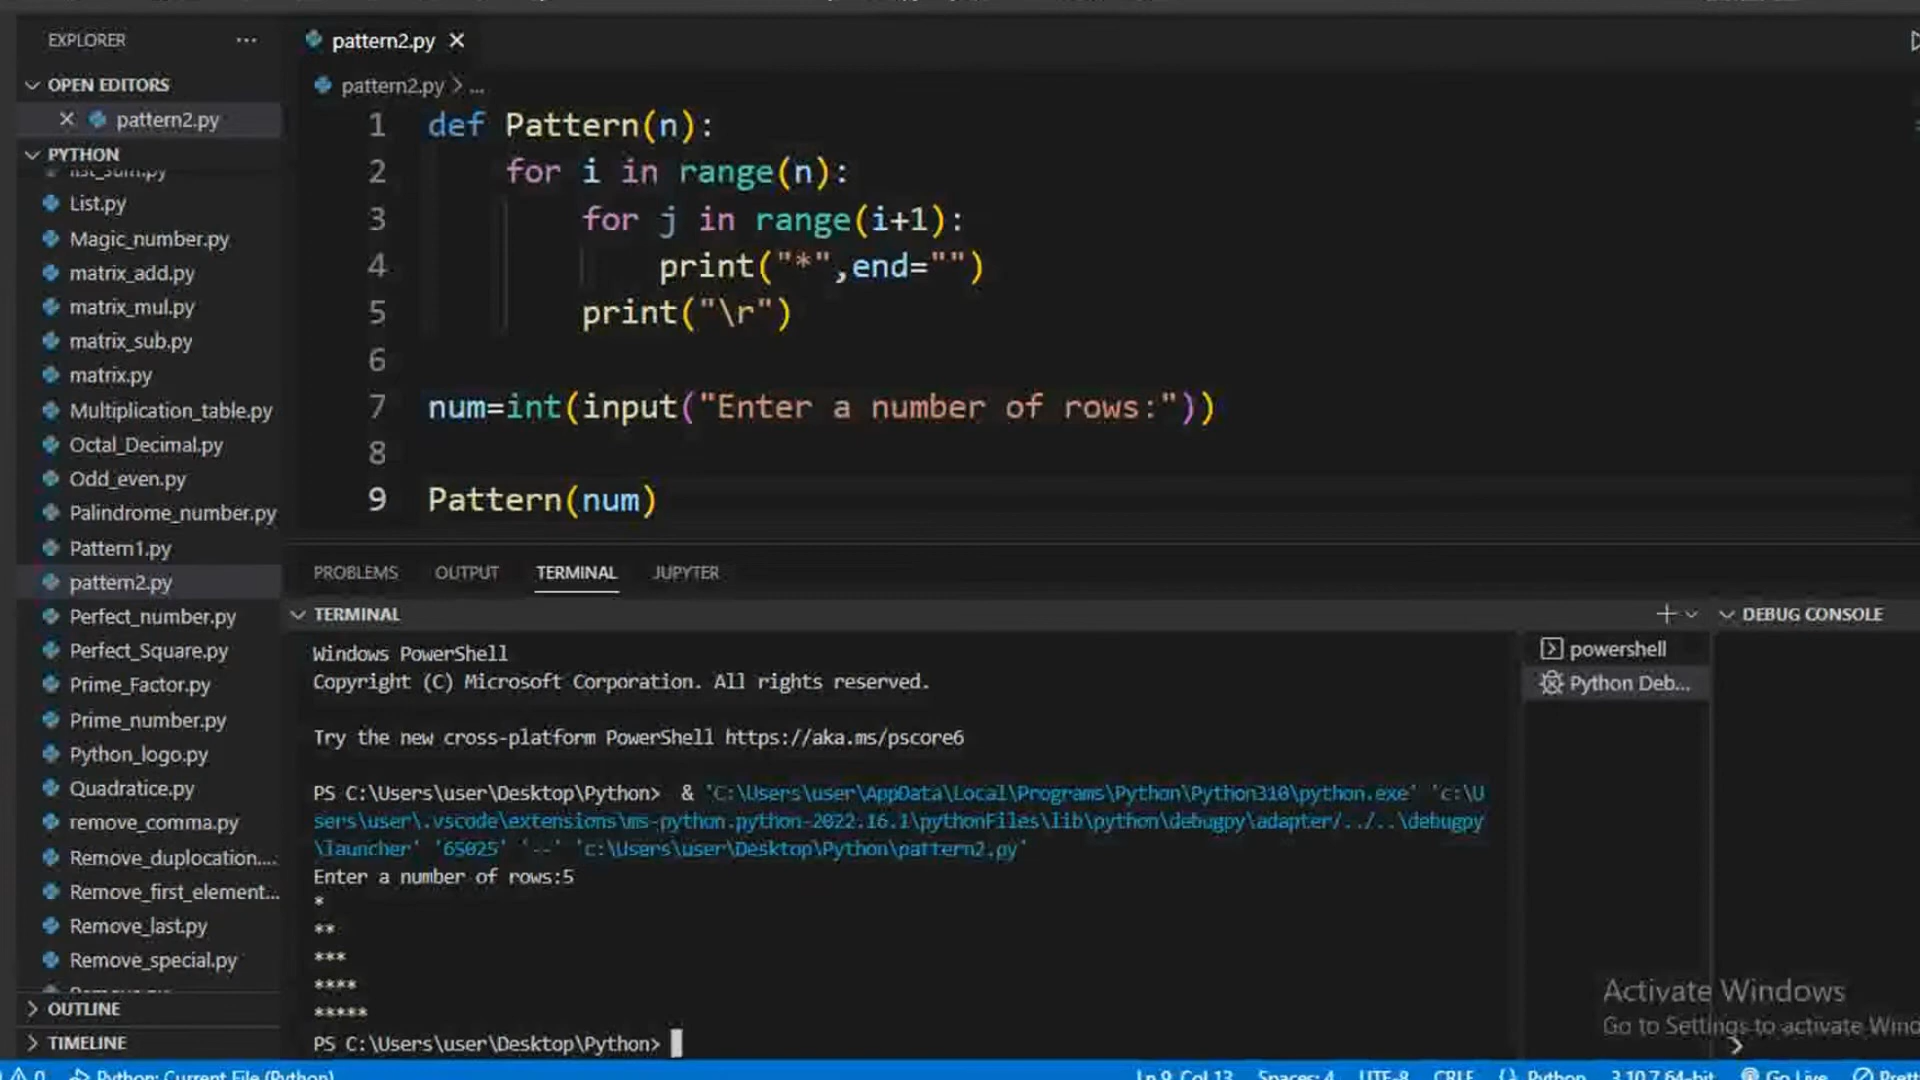 EXPLORER
OPEN EDITORS
pattern2.py
PYTHON
list_sum.py
List.py
Magic_number.py
matrix_add.py
matrix_mul.py
matrix_sub.py
matrix.py
Multiplication_table.py
Octal_Decimal.py
Odd_even.py
Palindrome_number.py
Pattern1.py
pattern2.py
Perfect_number.py
Perfect_Square.py
Prime_Factor.py
Prime_number.py
Python_logo.py
Quadratice.py
remove_comma.py
Remove_duplocation....
Remove_first_element...
Remove_last.py
Remove_special.py
OUTLINE
TIMELINE
pattern2.py
pattern2.py > ...
1 def Pattern(n):
2 for i in range(n):
3 for j in range(i+1):
4 print("*",end="")
5 print("\r")
6
7 num=int(input("Enter a number of rows:"))
8
9 Pattern(num)
PROBLEMS OUTPUT TERMINAL JUPYTER
TERMINAL
Windows PowerShell
Copyright (C) Microsoft Corporation. All rights reserved.
Try the new cross-platform PowerShell https://aka.ms/pscore6
PS C:\Users\user\Desktop\Python>  & 'C:\Users\user\AppData\Local\Programs\Python\Python310\python.exe' 'c:\U
sers\user\.vscode\extensions\ms-python.python-2022.16.1\pythonFiles\lib\python\debugpy\adapter/../..\debugpy
\launcher' '65025' '--' 'c:\Users\user\Desktop\Python\pattern2.py'
Enter a number of rows:5
*
**
***
****
*****
PS C:\Users\user\Desktop\Python>
powershell
Python Deb...
DEBUG CONSOLE
Activate Windows
Go to Settings to activate Wind
0 Python: Current File (Python) Ln 9, Col 13 Spaces: 4 UTF-8 CRLF Python 3.10.7 64-bit Go Live